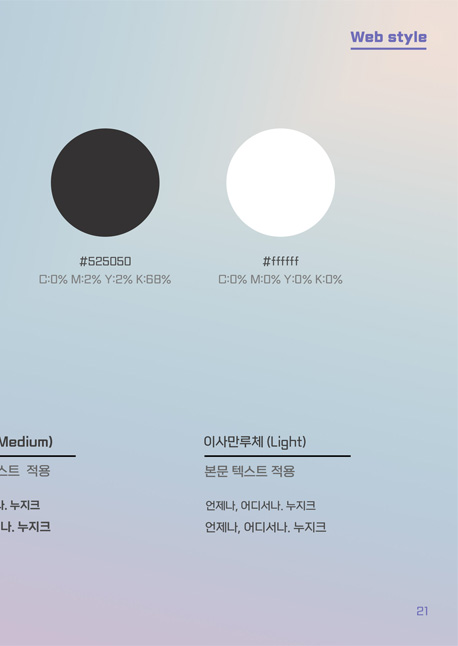 Web style
#525050
C:0% M:2% Y:2% K:68%
#ffffff
C:0% M:0% Y:0% K:0%
Medium)
스트 적용
나. 누지크
나. 누지크
이사만루체 (Light)
본문 텍스트 적용
언제나, 어디서나. 누지크
언제나, 어디서나. 누지크
21